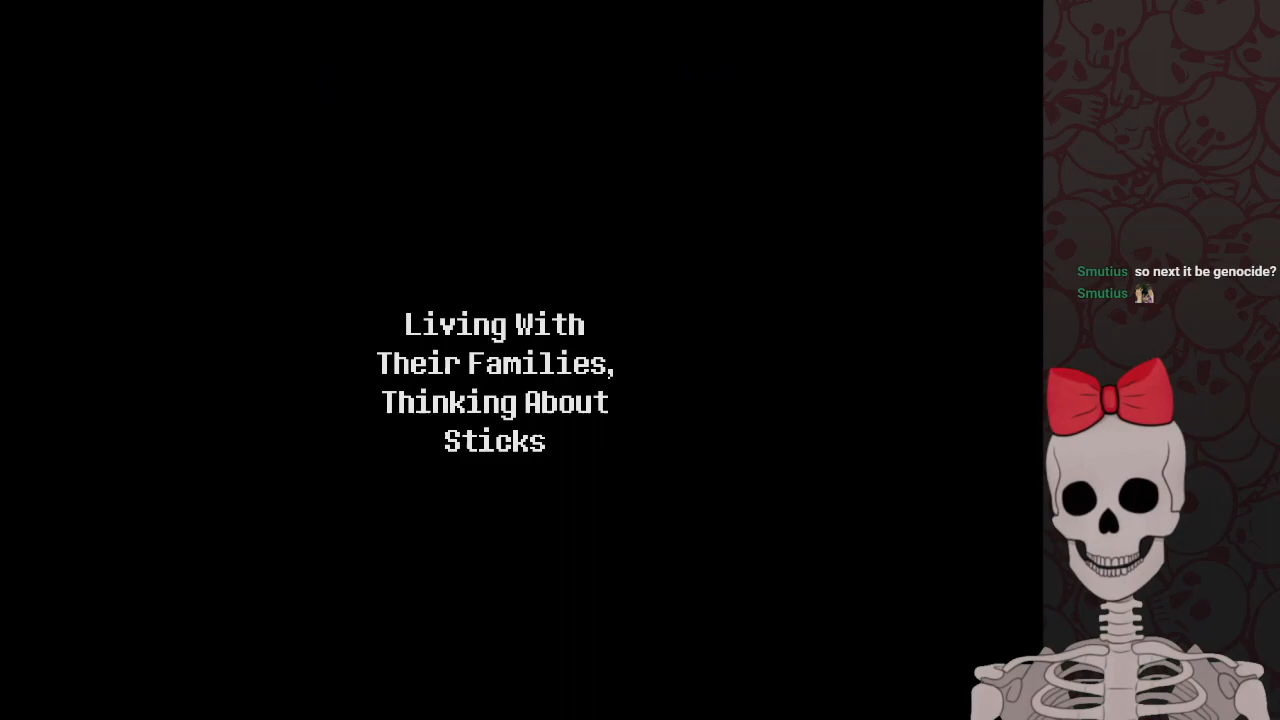 Living With
Their Families,
Thinking About
Sticks
Smutius so next it be genocide?
Smutius